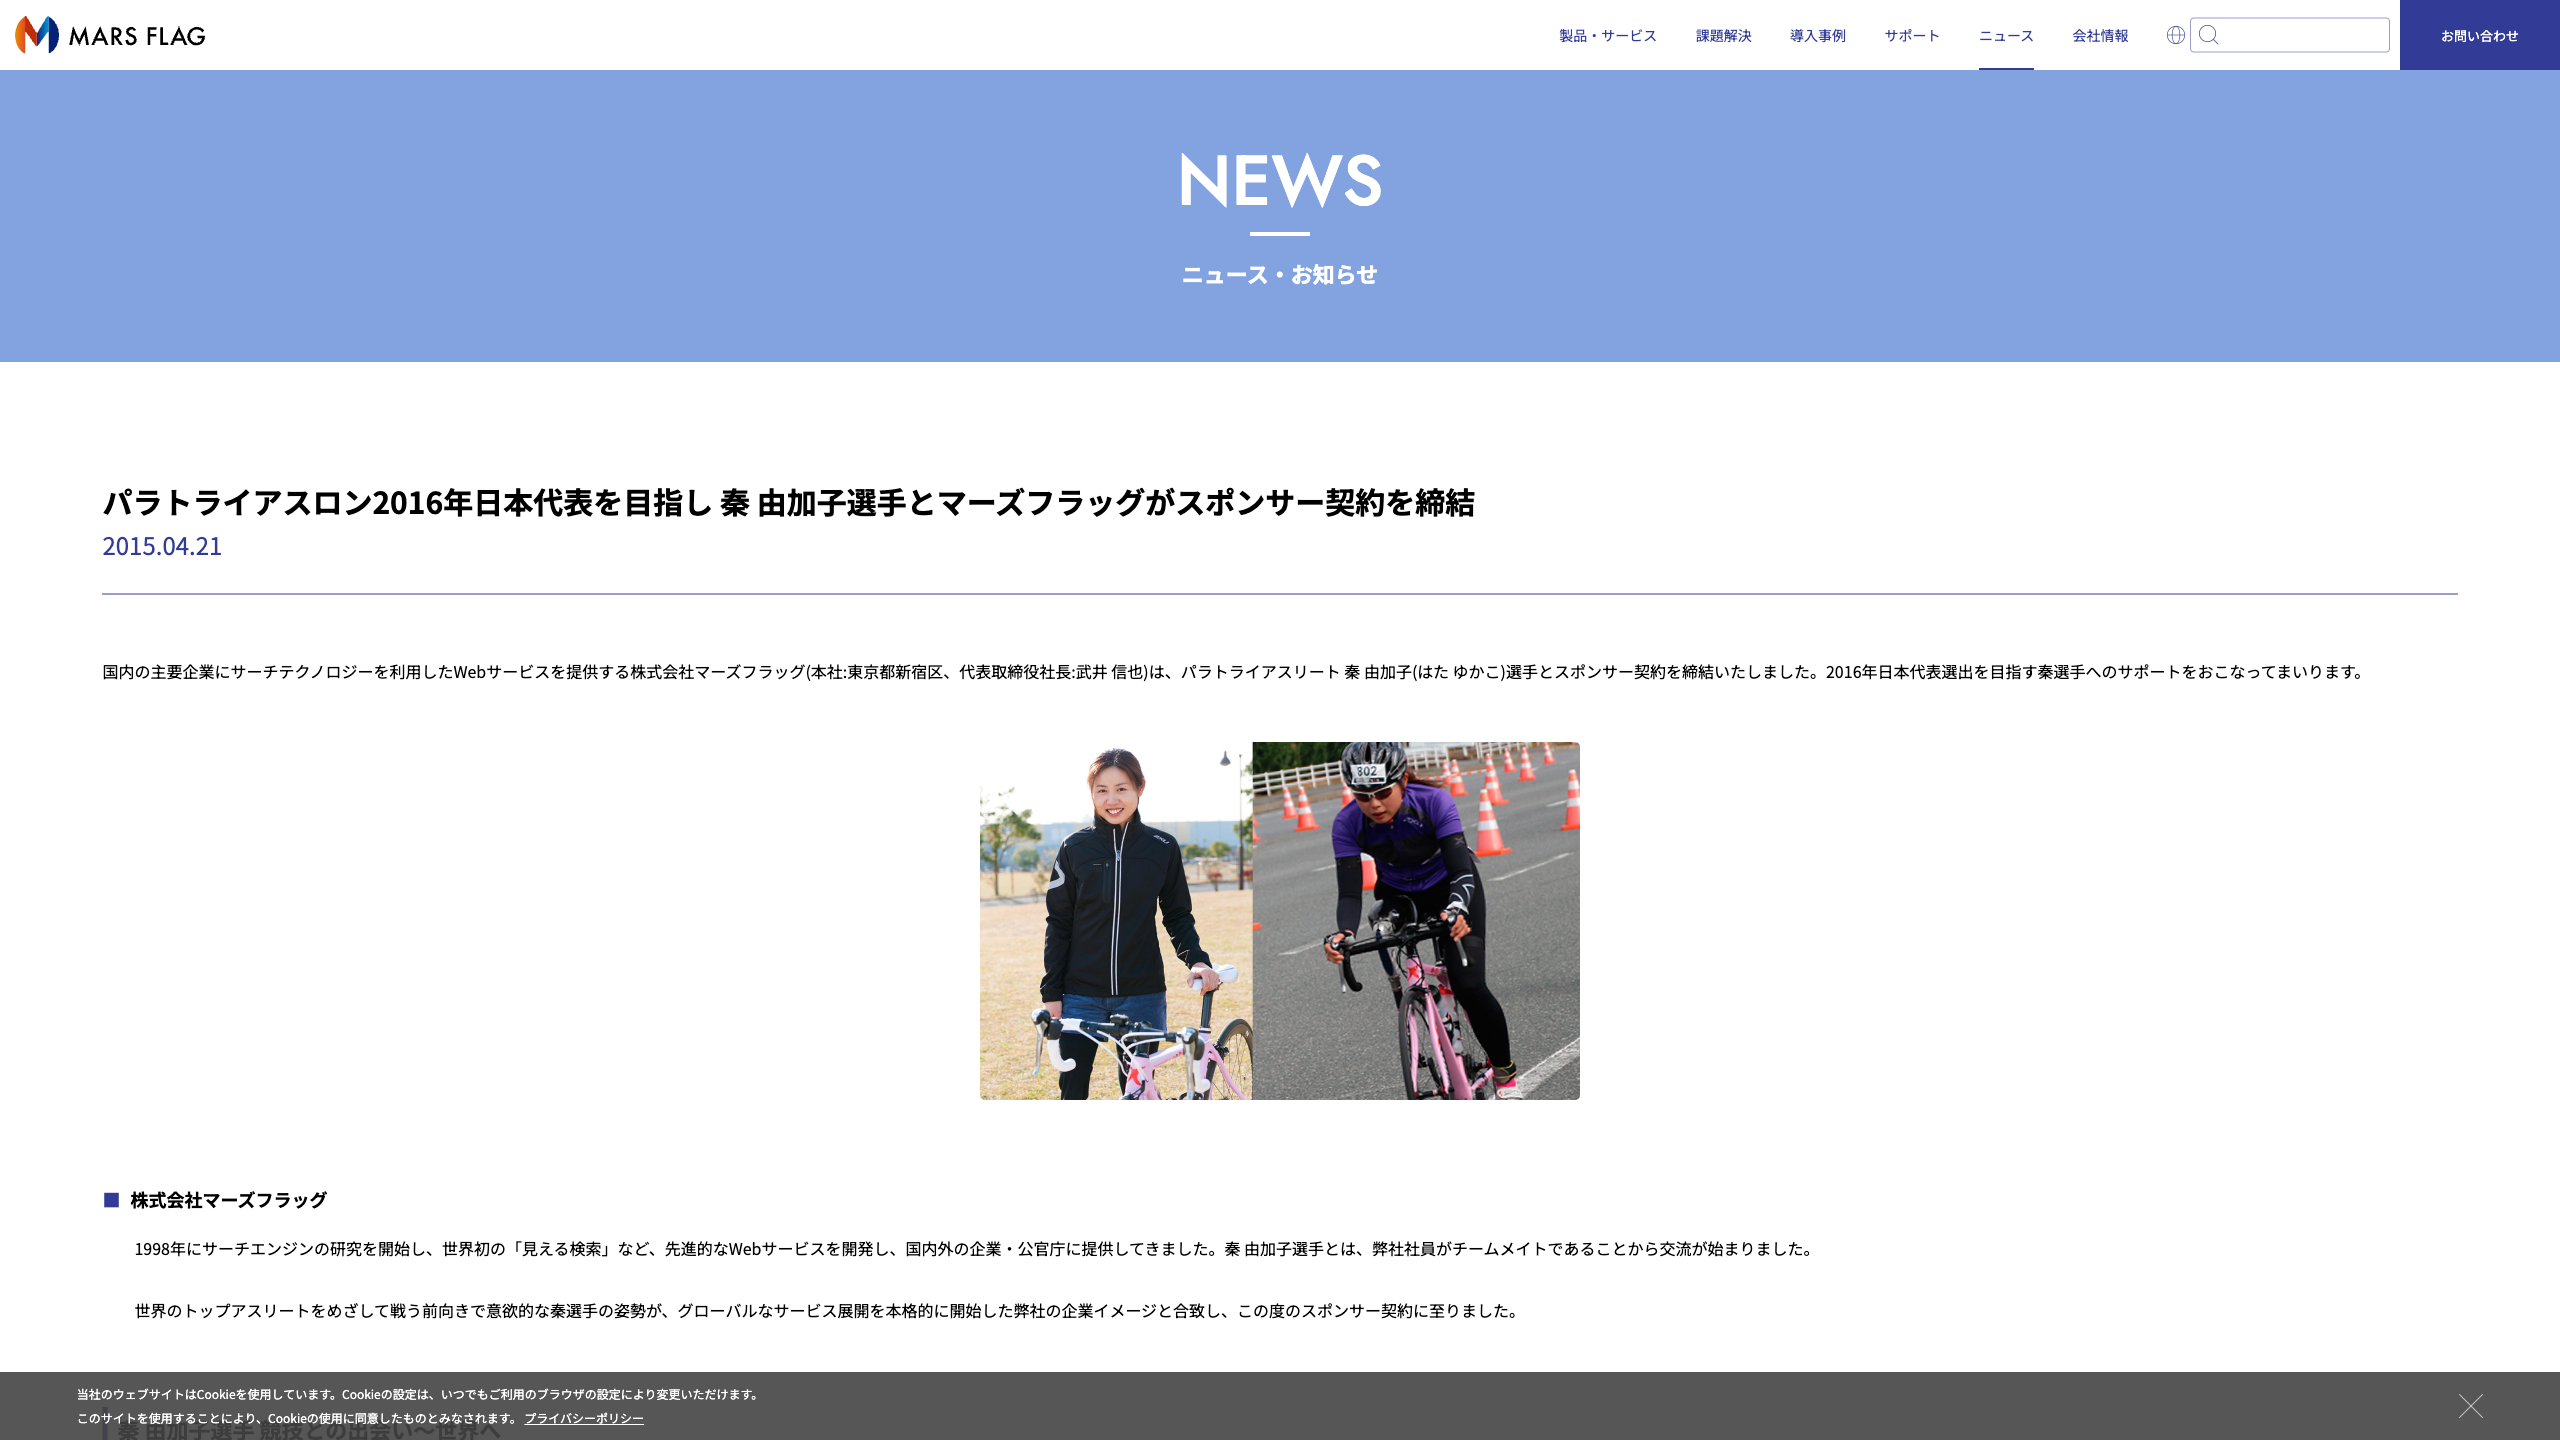 MARS FLAG
製品・サービス 課題解決 導入事例 サポート ニュース 会社情報 お問い合わせ
NEWS
ニュース・お知らせ
パラトライアスロン2016年日本代表を目指し 秦 由加子選手とマーズフラッグがスポンサー契約を締結
2015.04.21
国内の主要企業にサーチテクノロジーを利用したWebサービスを提供する株式会社マーズフラッグ(本社:東京都新宿区、代表取締役社長:武井 信也)は、パラトライアスリート 秦 由加子(はた ゆかこ)選手とスポンサー契約を締結いたしました。2016年日本代表選出を目指す秦選手へのサポートをおこなってまいります。
802
■ 株式会社マーズフラッグ
1998年にサーチエンジンの研究を開始し、世界初の「見える検索」など、先進的なWebサービスを開発し、国内外の企業・公官庁に提供してきました。秦 由加子選手とは、弊社社員がチームメイトであることから交流が始まりました。
世界のトップアスリートをめざして戦う前向きで意欲的な秦選手の姿勢が、グローバルなサービス展開を本格的に開始した弊社の企業イメージと合致し、この度のスポンサー契約に至りました。
当社のウェブサイトはCookieを使用しています。Cookieの設定は、いつでもご利用のブラウザの設定により変更いただけます。
このサイトを使用することにより、Cookieの使用に同意したものとみなされます。 プライバシーポリシー
秦 由加子選手 競技との出会い～世界へ